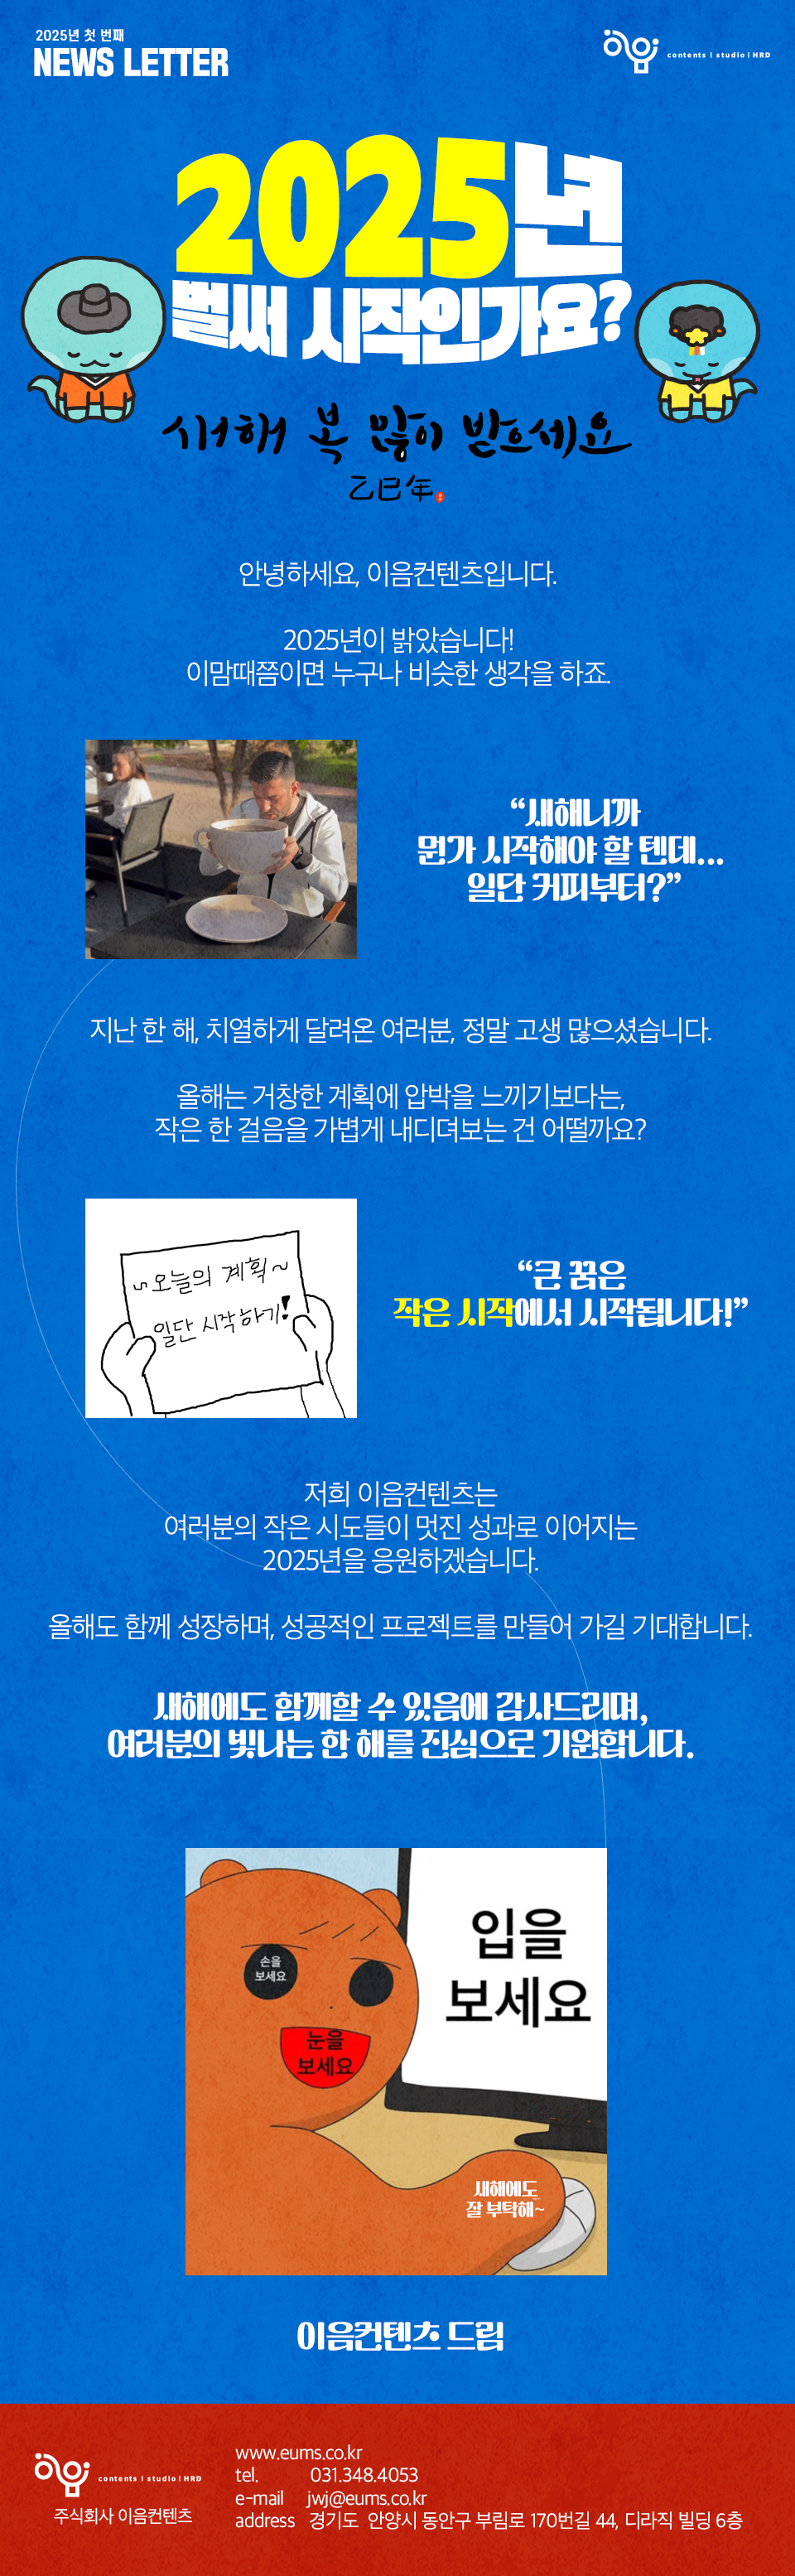 2025년 첫 번째
NEWS LETTER
contents | studio | HRD
2025년
벌써 시작인가요?
새해 복 많이 받으세요
乙巳年
안녕하세요, 이음컨텐츠입니다.
2025년이 밝았습니다!
이맘때쯤이면 누구나 비슷한 생각을 하죠.
“새해니까
뭔가 시작해야 할 텐데...
일단 커피부터?”
지난 한 해, 치열하게 달려온 여러분, 정말 고생 많으셨습니다.
올해는 거창한 계획에 압박을 느끼기보다는,
작은 한 걸음을 가볍게 내디뎌보는 건 어떨까요?
~오늘의 계획~
일단 시작하기!
“큰 꿈은
작은 시작에서 시작됩니다!”
저희 이음컨텐츠는
여러분의 작은 시도들이 멋진 성과로 이어지는
2025년을 응원하겠습니다.
올해도 함께 성장하며, 성공적인 프로젝트를 만들어 가길 기대합니다.
새해에도 함께할 수 있음에 감사드리며,
여러분의 빛나는 한 해를 진심으로 기원합니다.
입을
보세요
손을
보세요
눈을
보세요
새해에도
잘 부탁해~
이음컨텐츠 드림
contents | studio | HRD
주식회사 이음컨텐츠
www.eums.co.kr
tel. 031.348.4053
e-mail jwj@eums.co.kr
address 경기도 안양시 동안구 부림로 170번길 44, 디라직 빌딩 6층